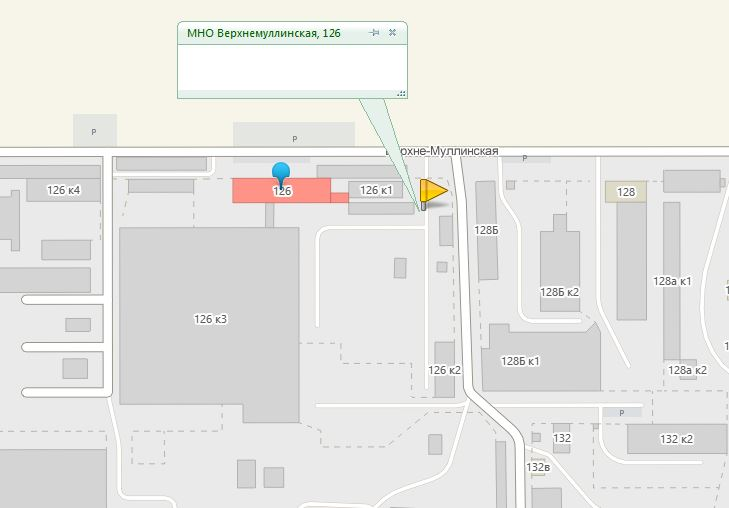 МНО Верхнемуллинская, 126
P
P
Верхне-Муллинская
P
126 к4
126
126 к1
128
128Б
128а к1
128Б к2
126 к3
128Б к1
126 к2
128а к2
P
132
132 к2
132в